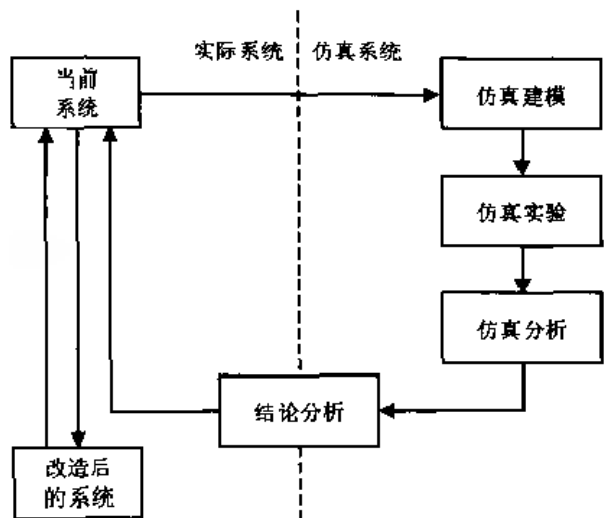 实际系统 仿真系统
当前
系统
仿真建模
仿真实验
仿真分析
结论分析
改造后
的系统